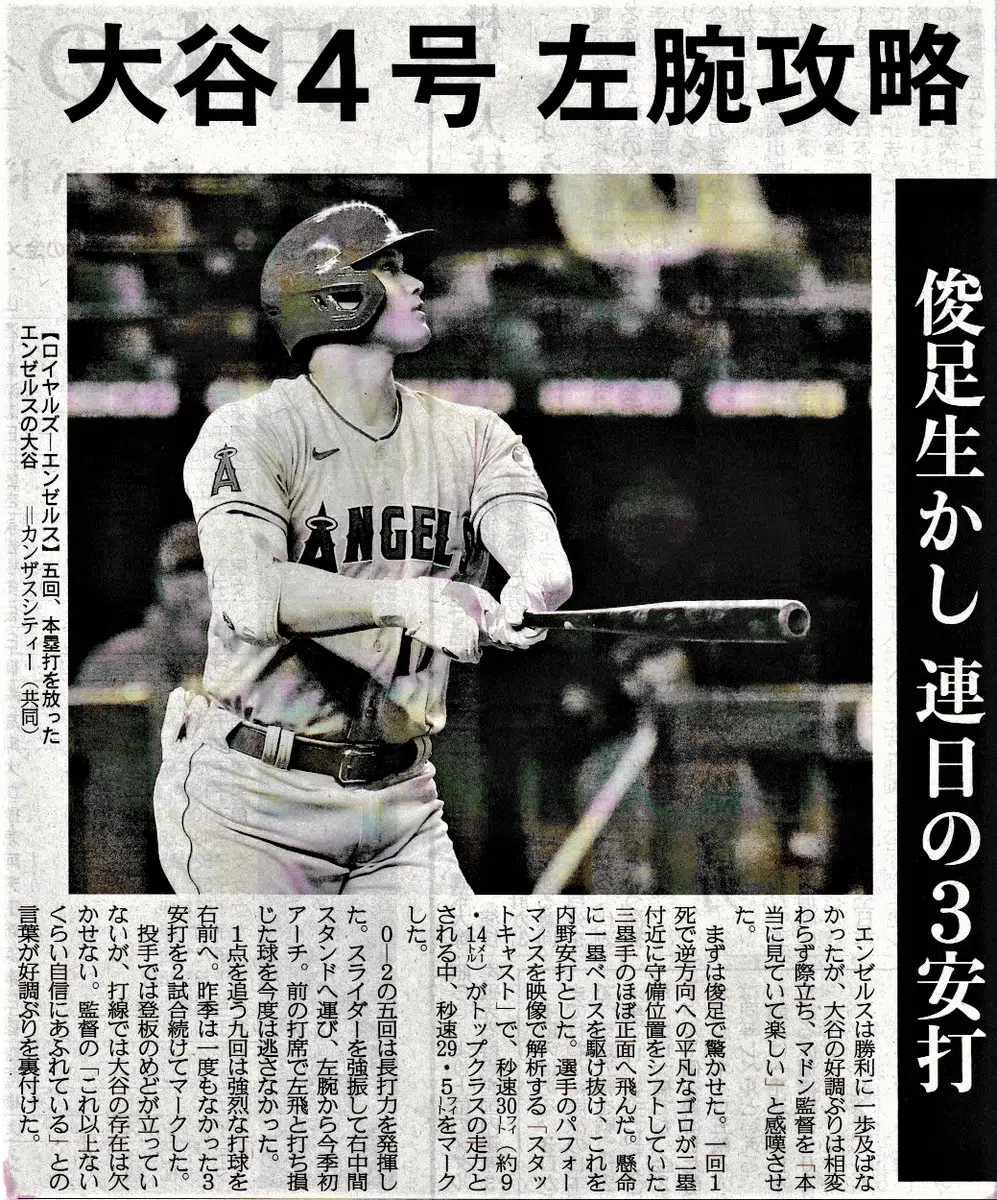 大谷4号 左腕攻略
俊足生かし 連日の3安打
【ロイヤルズ―エンゼルス】五回、本塁打を放った
エンゼルスの大谷 ＝カンザスシティー（共同）
ANGELS
エンゼルスは勝利に一歩及ばな
かったが、大谷の好調ぶりは相変
わらず際立ち、マドン監督を「本
当に見ていて楽しい」と感嘆させ
た。
まずは俊足で驚かせた。一回1
死で逆方向への平凡なゴロが二塁
付近に守備位置をシフトしていた
三塁手のほぼ正面へ飛んだ。懸命
に一塁ベースを駆け抜け、これを
内野安打とした。選手のパフォー
マンスを映像で解析する「スタッ
トキャスト」で、秒速30フィート（約9
・14メートル）がトップクラスの走力と
される中、秒速29・5フィートをマーク
した。
0―2の五回は長打力を発揮し
た。スライダーを強振して右中間
スタンドへ運び、左腕から今季初
アーチ。前の打席で左飛と打ち損
じた球を今度は逃さなかった。
1点を追う九回は強烈な打球を
右前へ。昨季は一度もなかった3
安打を2試合続けてマークした。
投手では登板のめどが立ってい
ないが、打線では大谷の存在は欠
かせない。監督の「これ以上ない
くらい自信にあふれている」との
言葉が好調ぶりを裏付けた。